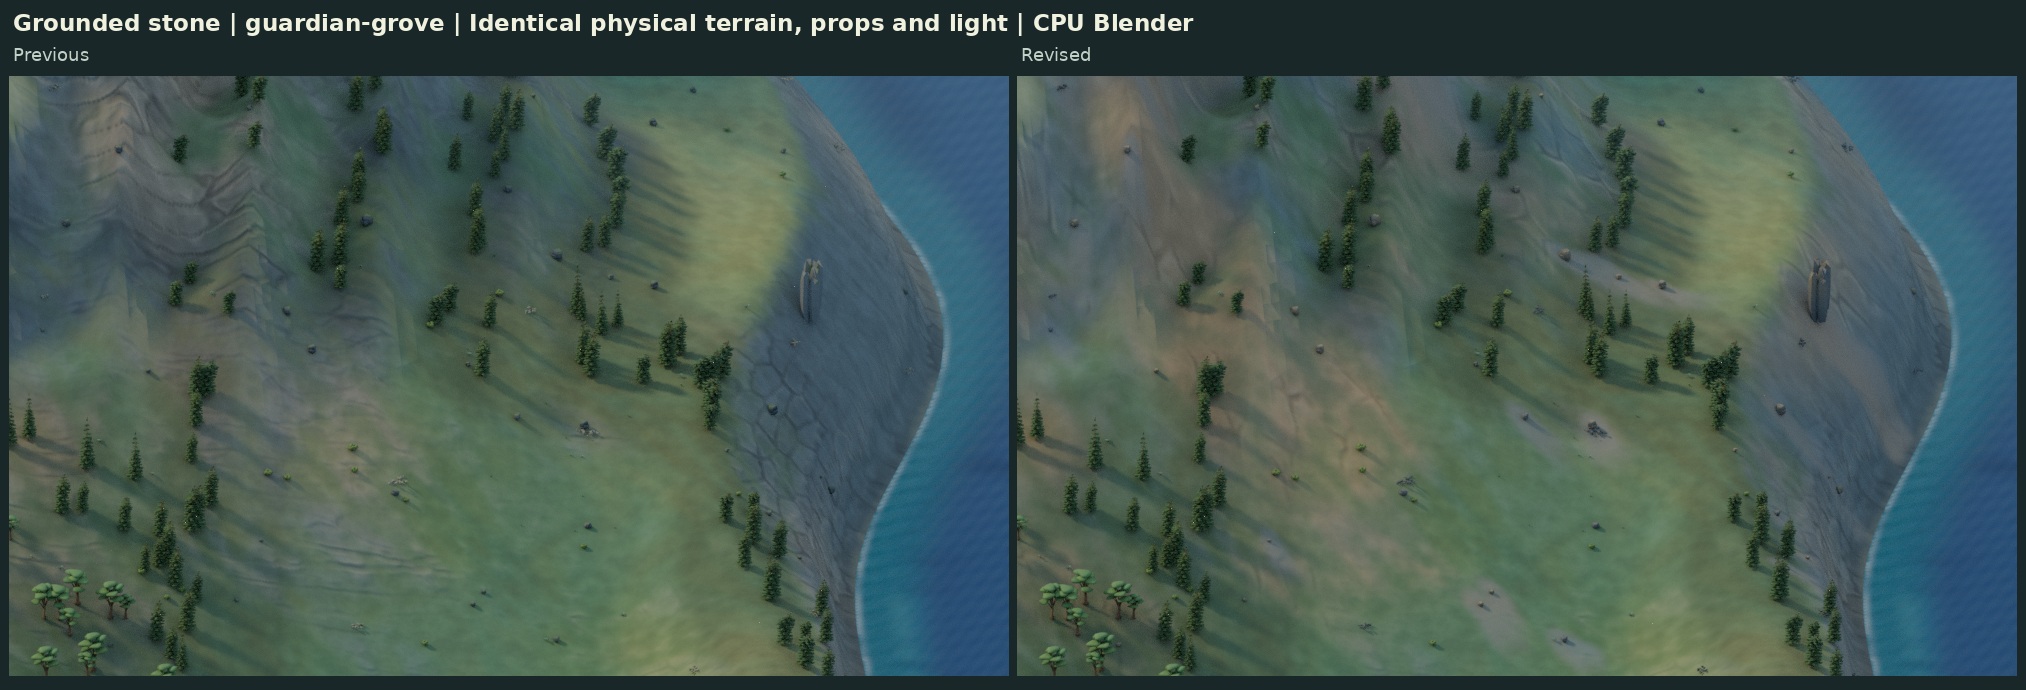 Grounded stone | guardian-grove | Identical physical terrain, props and light | CPU Blender
Previous
Revised